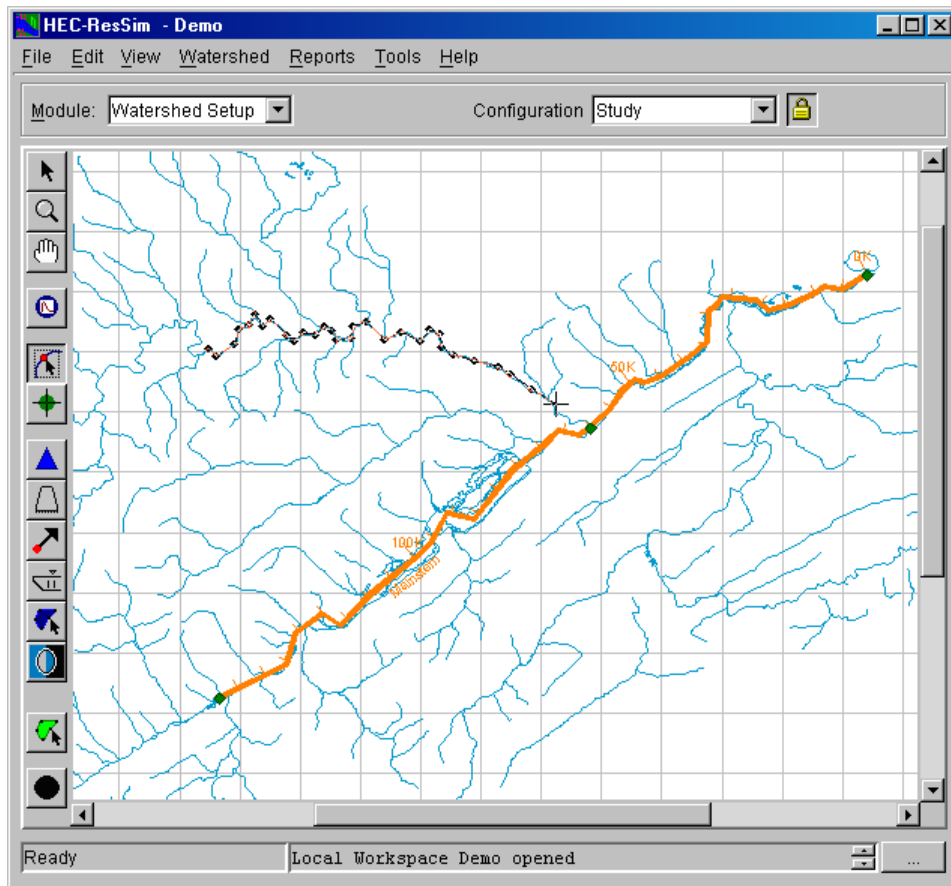 HEC-ResSim - Demo
File Edit View Watershed Reports Tools Help
Module: Watershed Setup Configuration Study
0K
50K
100K
Mainstem
Ready Local Workspace Demo opened ...